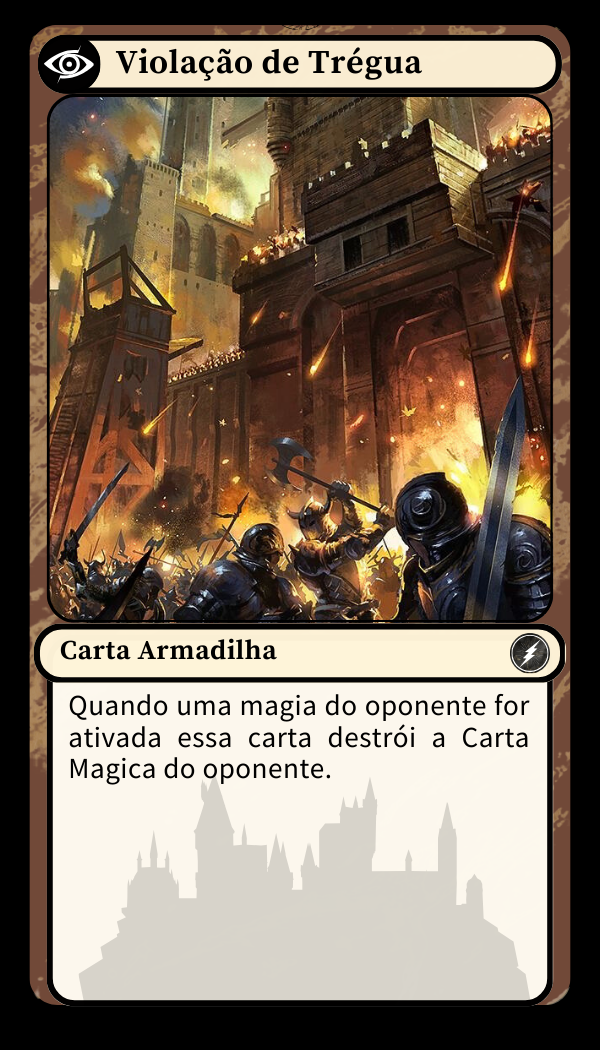 Violação de Trégua
Carta Armadilha
Quando uma magia do oponente for
ativada essa carta destrói a Carta
Magica do oponente.